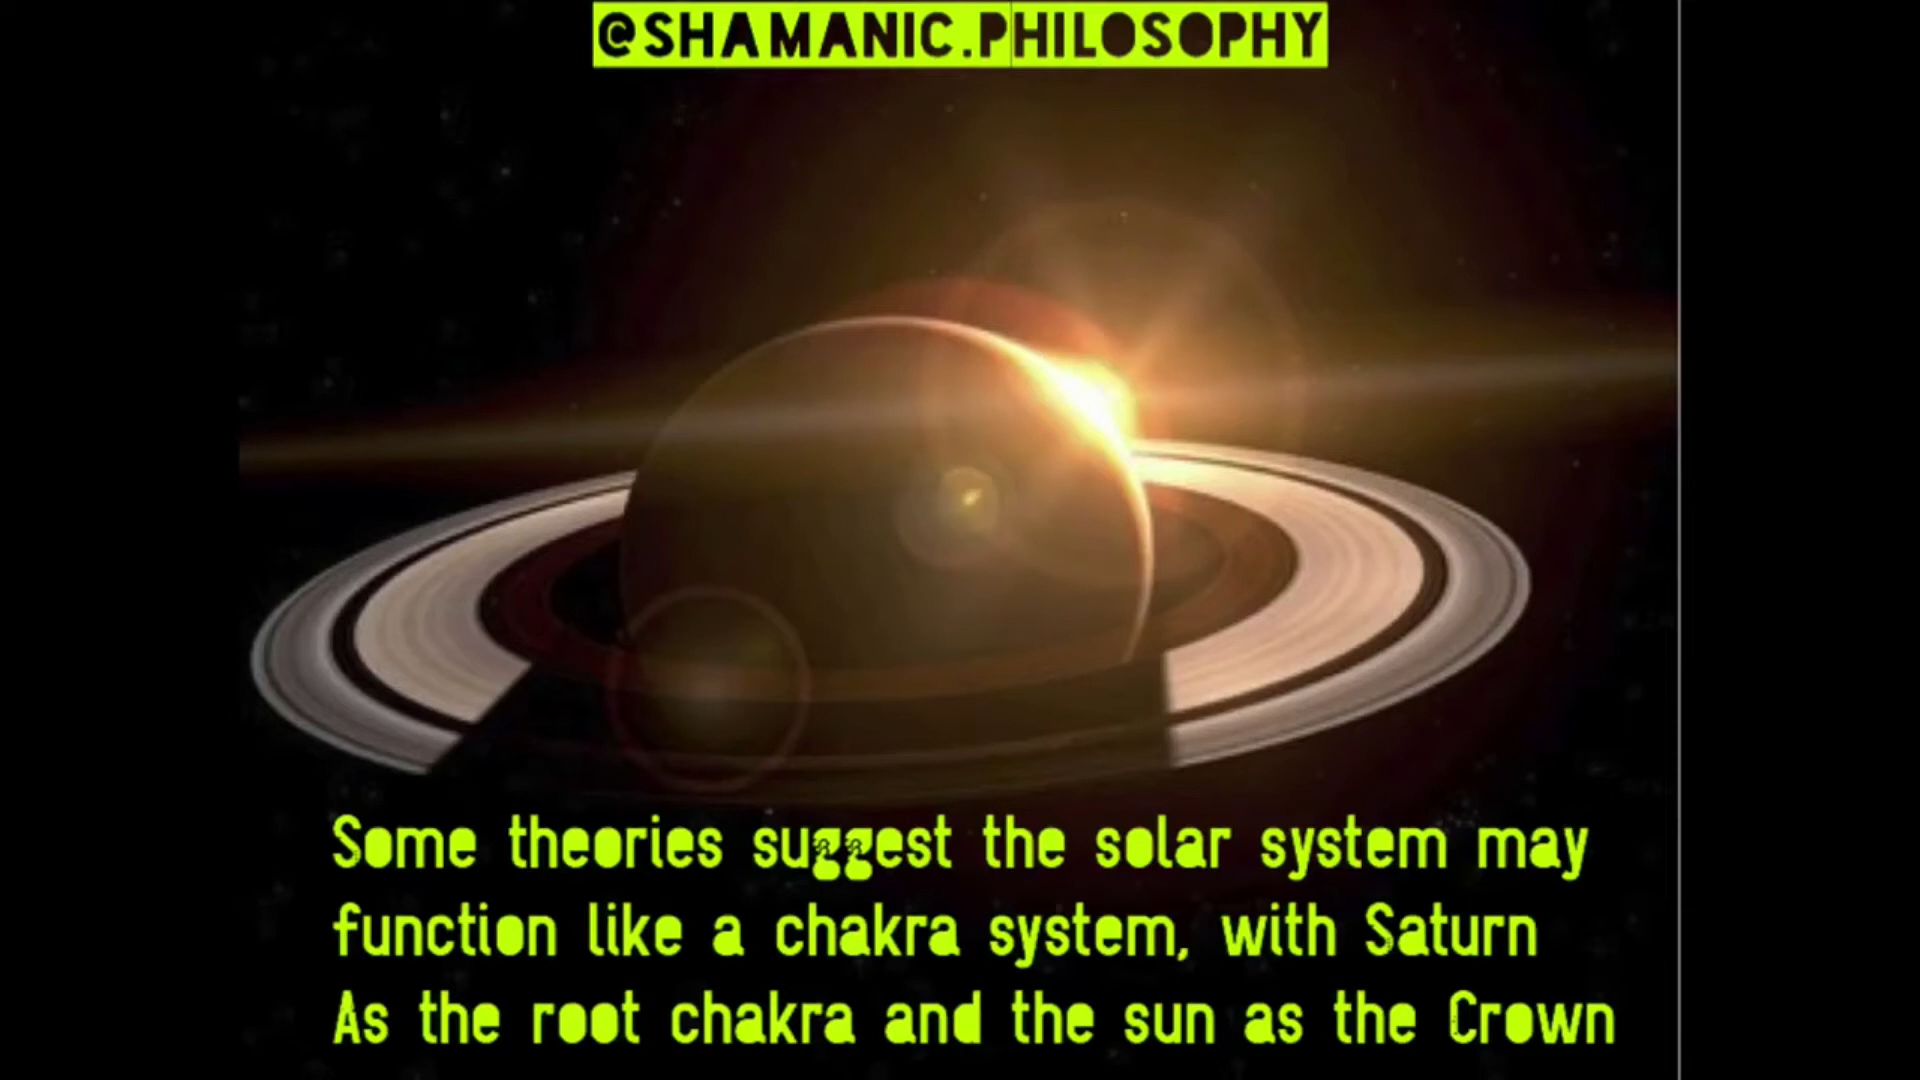 @SHAMANIC.PHILOSOPHY
Some theories suggest the solar system may
function like a chakra system, with Saturn
As the root chakra and the sun as the Crown